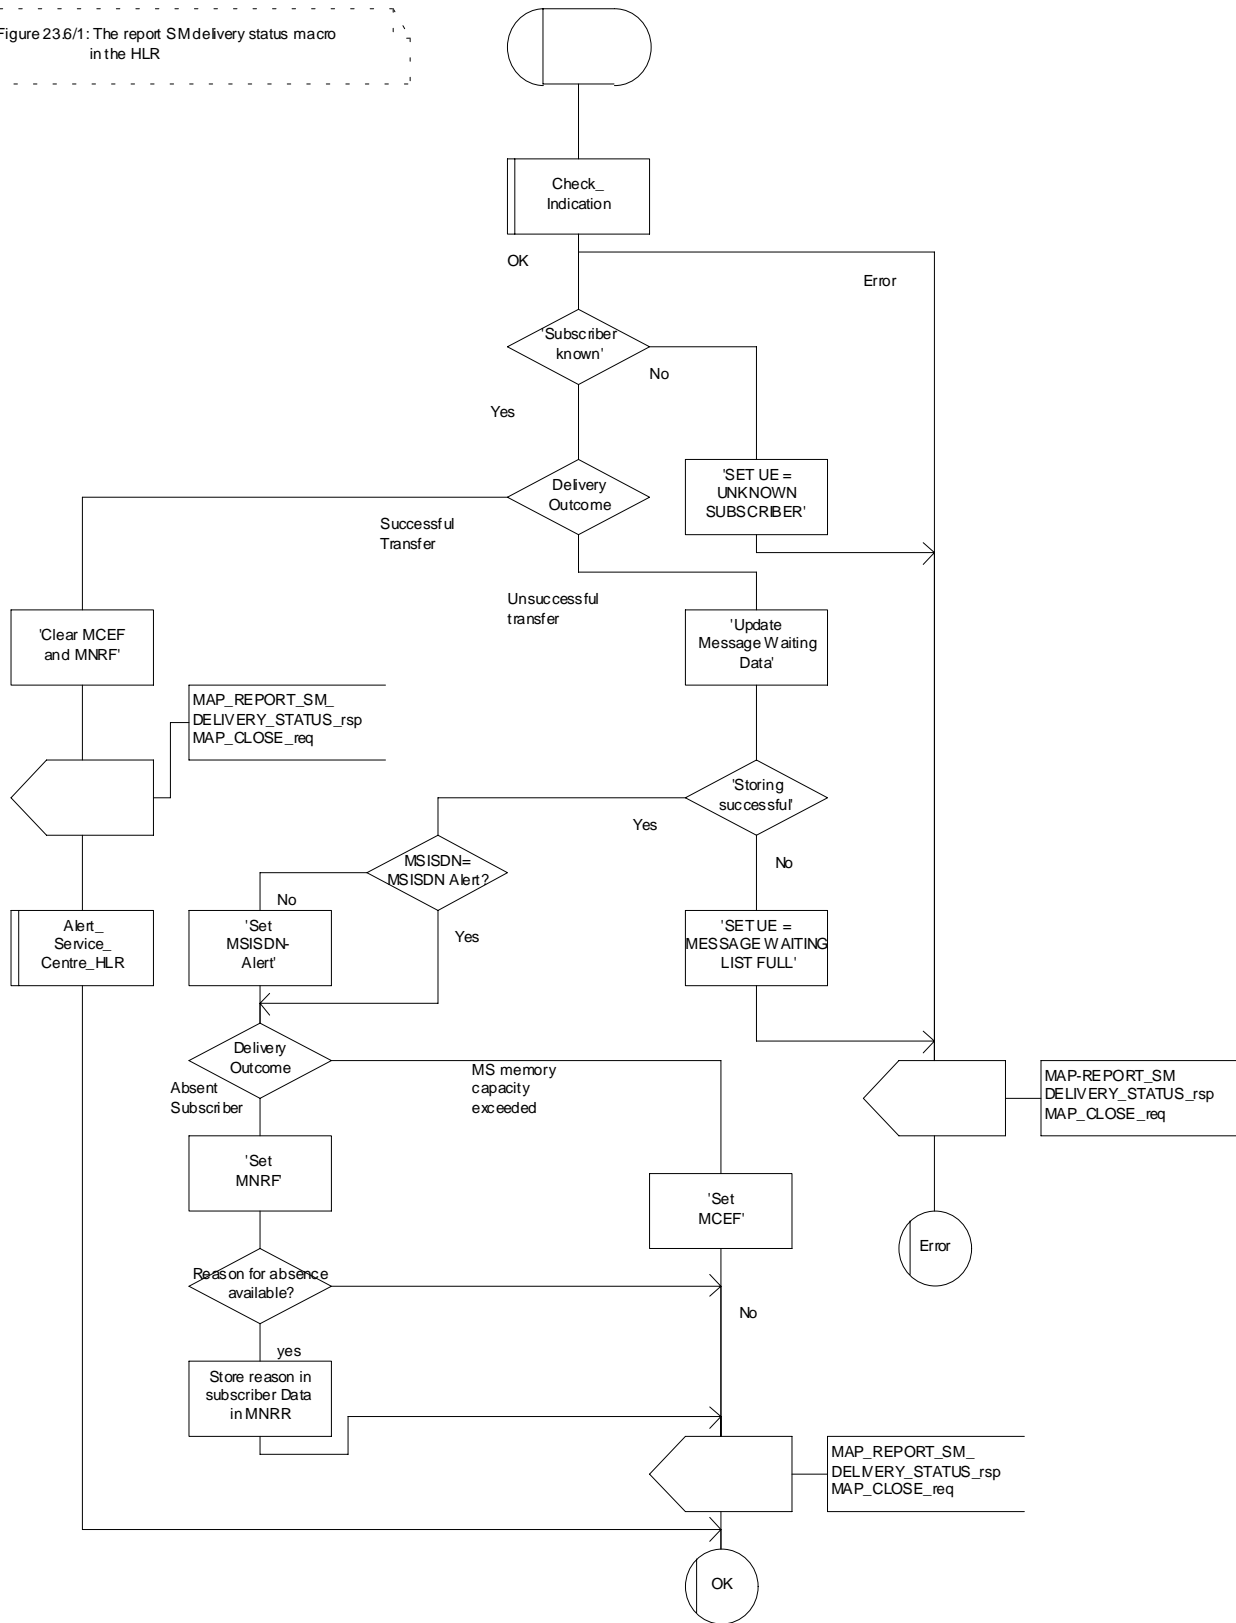 Figure 23.6/1: The report SM delivery status macro
in the HLR
Check_
Indication
OK
Error
'Subscriber
known'
No
Yes
Delivery
Outcome
'SET UE =
UNKNOWN
SUBSCRIBER'
Successful
Transfer
Unsuccessful
transfer
'Clear MCEF
and MNRF'
'Update
Message Waiting
Data'
MAP_REPORT_SM_
DELIVERY_STATUS_rsp
MAP_CLOSE_req
'Storing
successful'
Yes
No
MSISDN=
MSISDN Alert?
No
Yes
Alert_
Service_
Centre_HLR
'Set
MSISDN-
Alert'
'SET UE =
MESSAGE WAITING
LIST FULL'
Delivery
Outcome
Absent
Subscriber
MS memory
capacity
exceeded
MAP-REPORT_SM
DELIVERY_STATUS_rsp
MAP_CLOSE_req
'Set
MNRF'
'Set
MCEF'
Error
Reason for absence
available?
No
yes
Store reason in
subscriber Data
in MNRR
MAP_REPORT_SM_
DELIVERY_STATUS_rsp
MAP_CLOSE_req
OK